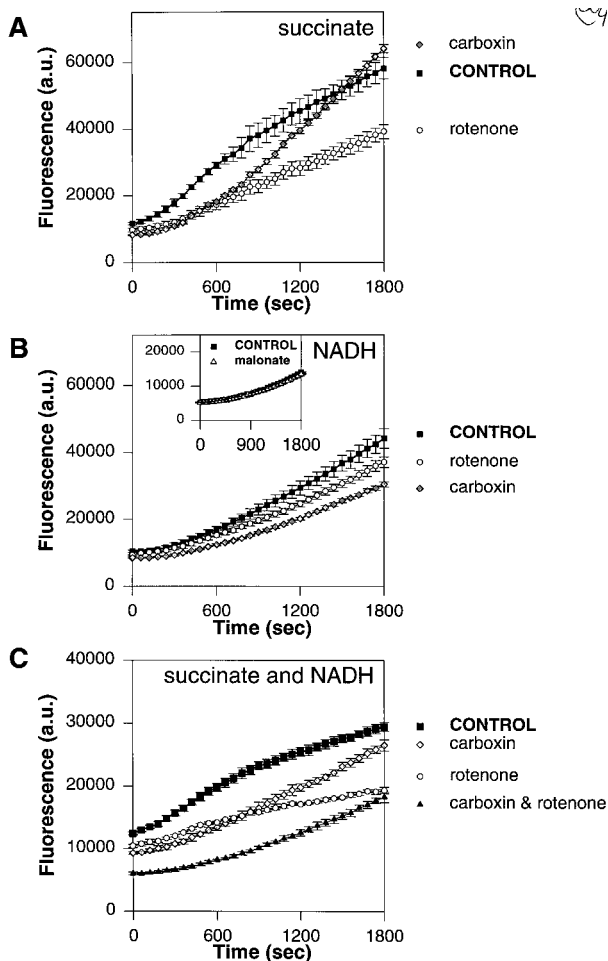 A
succinate
Fluorescence (a.u.)
60000
40000
20000
0
0 600 1200 1800
Time (sec)
carboxin
CONTROL
rotenone
B
NADH
Fluorescence (a.u.)
60000
40000
20000
0
20000
10000
0
CONTROL
malonate
0 900 1800
0 600 1200 1800
Time (sec)
CONTROL
rotenone
carboxin
C
succinate and NADH
Fluorescence (a.u.)
40000
30000
20000
10000
0
0 600 1200 1800
Time (sec)
CONTROL
carboxin
rotenone
carboxin & rotenone